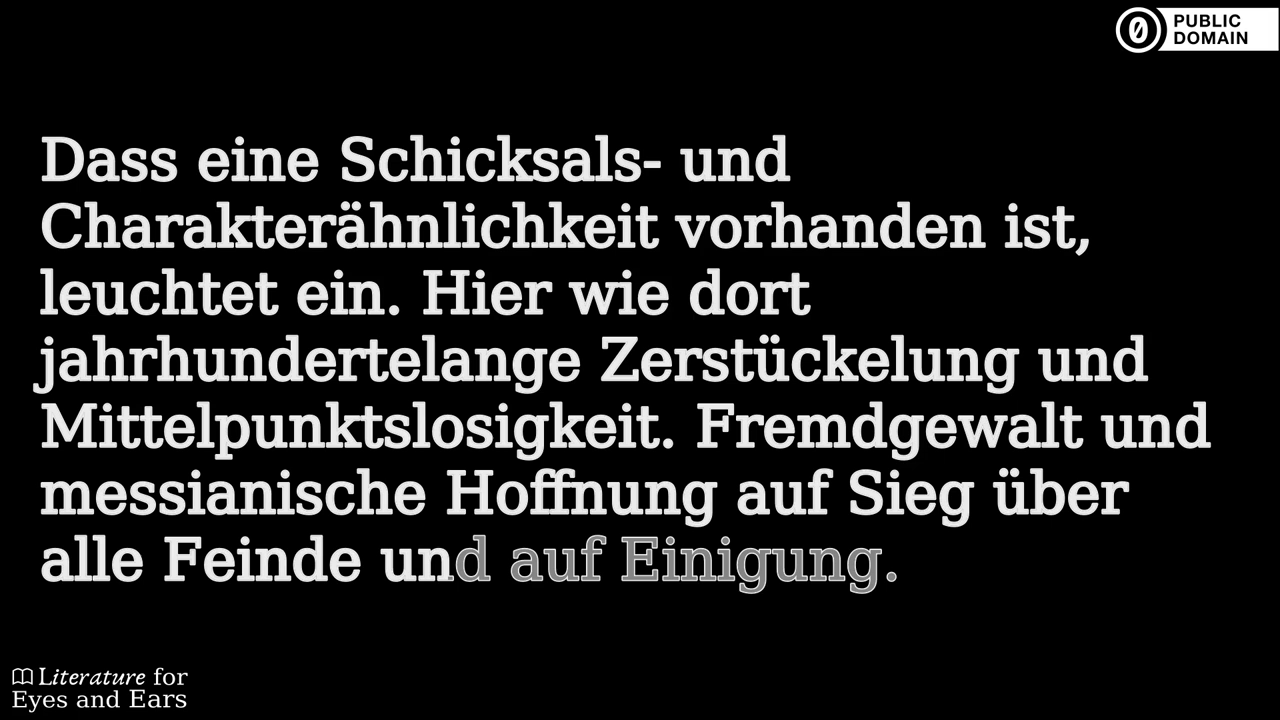 PUBLIC
DOMAIN
Dass eine Schicksals- und
Charakterähnlichkeit vorhanden ist,
leuchtet ein. Hier wie dort
jahrhundertelange Zerstückelung und
Mittelpunktslosigkeit. Fremdgewalt und
messianische Hoffnung auf Sieg über
alle Feinde und auf Einigung.
Literature for
Eyes and Ears